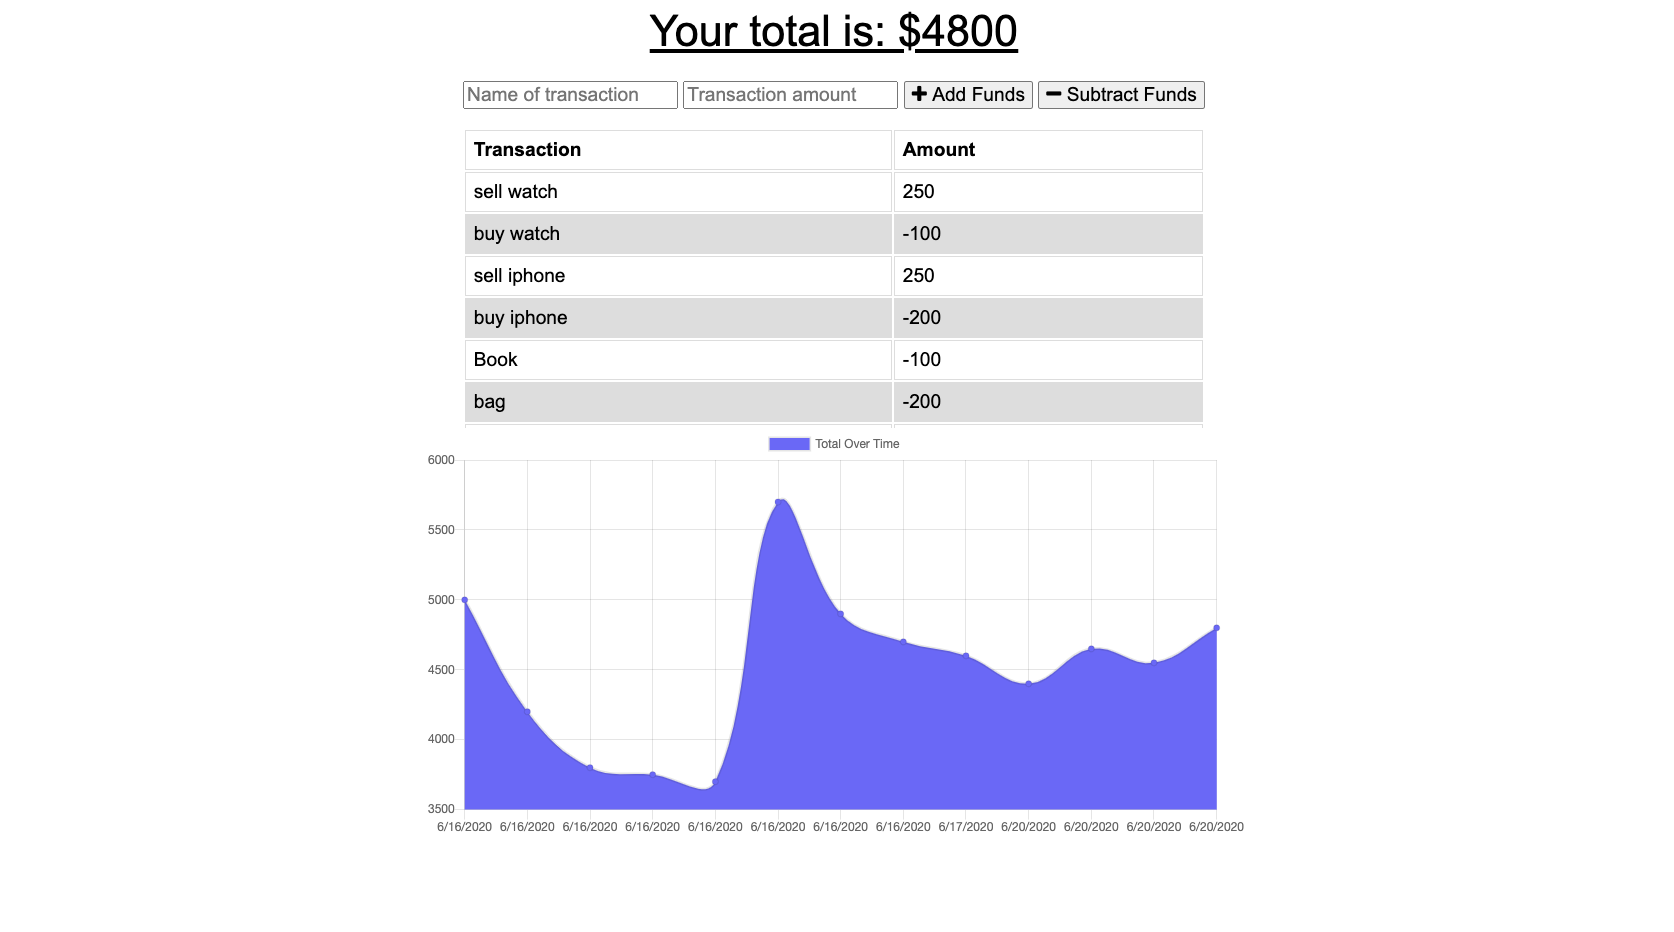 Your total is: $4800
Name of transaction Transaction amount Add Funds Subtract Funds
Transaction Amount
sell watch 250
buy watch -100
sell iphone 250
buy iphone -200
Book -100
bag -200
Total Over Time
6000
5500
5000
4500
4000
3500
6/16/2020 6/16/2020 6/16/2020 6/16/2020 6/16/2020 6/16/2020 6/16/2020 6/16/2020 6/17/2020 6/20/2020 6/20/2020 6/20/2020 6/20/2020